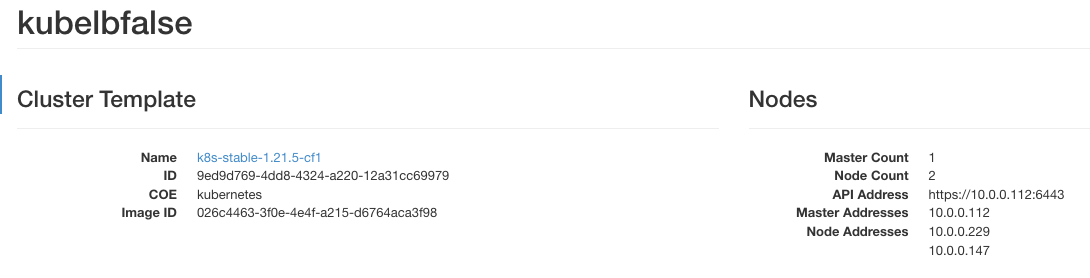 kubelbfalse
Cluster Template
Name k8s-stable-1.21.5-cf1
ID 9ed9d769-4dd8-4324-a220-12a31cc69979
COE kubernetes
Image ID 026c4463-3f0e-4e4f-a215-d6764aca3f98
Nodes
Master Count 1
Node Count 2
API Address https://10.0.0.112:6443
Master Addresses 10.0.0.112
Node Addresses 10.0.0.229
10.0.0.147